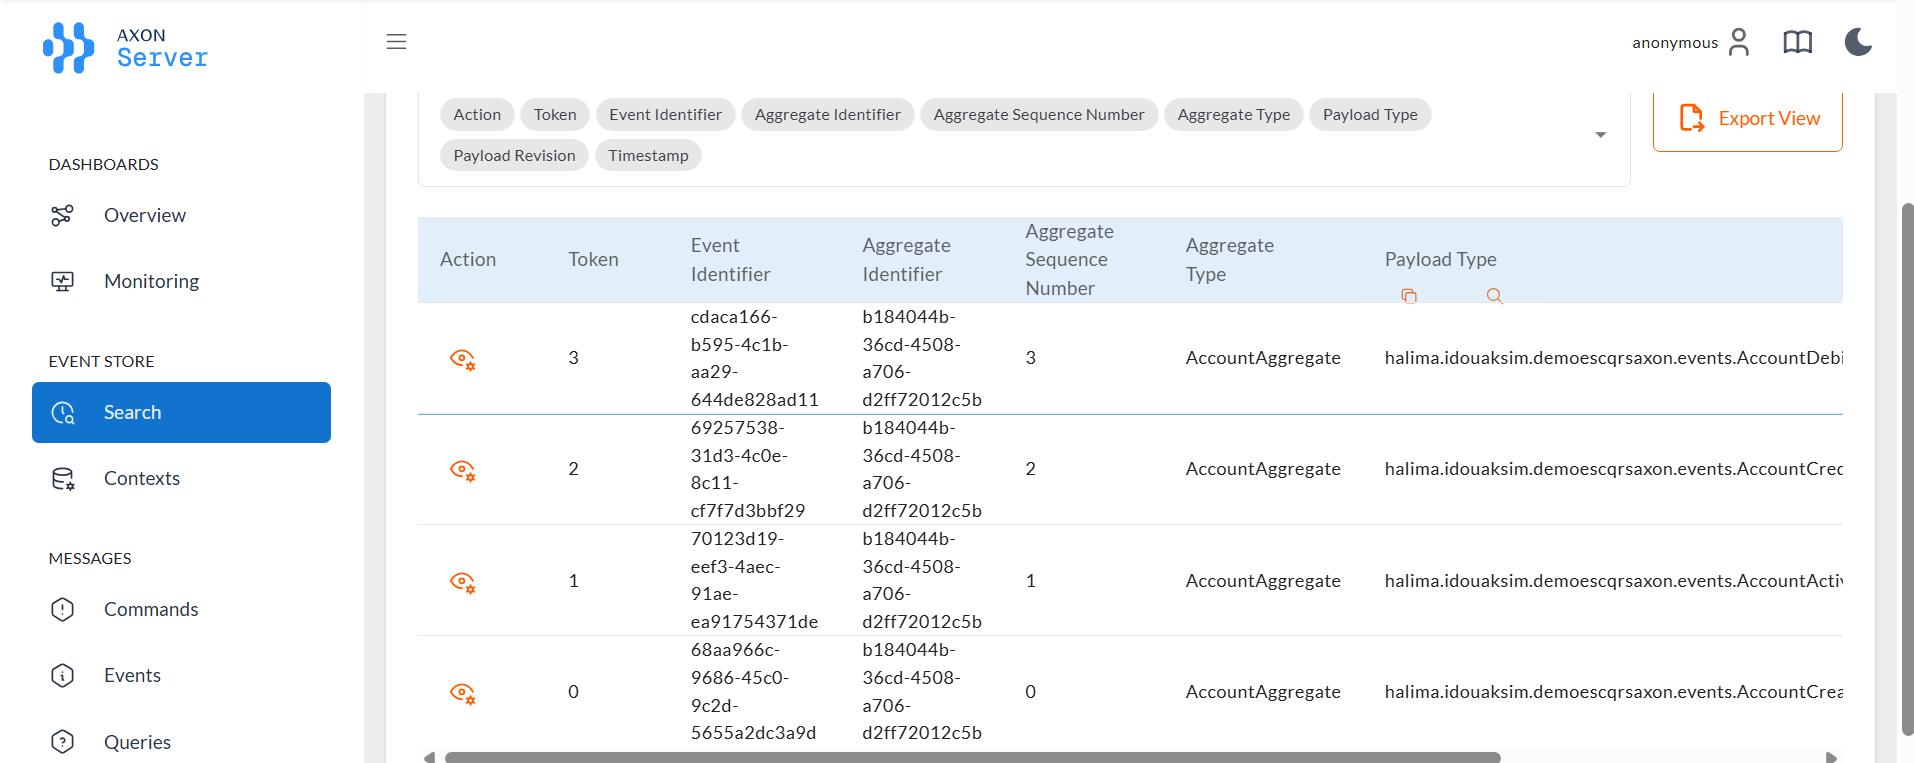 AXON
Server
anonymous
DASHBOARDS
Overview
Monitoring
EVENT STORE
Search
Contexts
MESSAGES
Commands
Events
Queries
Action Token Event Identifier Aggregate Identifier Aggregate Sequence Number Aggregate Type Payload Type
Payload Revision Timestamp
Export View
Action
Token
Event
Identifier
Aggregate
Identifier
Aggregate
Sequence
Number
Aggregate
Type
Payload Type
3
cdaca166-
b595-4c1b-
aa29-
644de828ad11
b184044b-
36cd-4508-
a706-
d2ff72012c5b
3
AccountAggregate
halima.idouaksim.demoescqrsaxon.events.AccountDebi
2
69257538-
31d3-4c0e-
8c11-
cf7f7d3bbf29
b184044b-
36cd-4508-
a706-
d2ff72012c5b
2
AccountAggregate
halima.idouaksim.demoescqrsaxon.events.AccountCred
1
70123d19-
eef3-4aec-
91ae-
ea91754371de
b184044b-
36cd-4508-
a706-
d2ff72012c5b
1
AccountAggregate
halima.idouaksim.demoescqrsaxon.events.AccountActiv
0
68aa966c-
9686-45c0-
9c2d-
5655a2dc3a9d
b184044b-
36cd-4508-
a706-
d2ff72012c5b
0
AccountAggregate
halima.idouaksim.demoescqrsaxon.events.AccountCrea